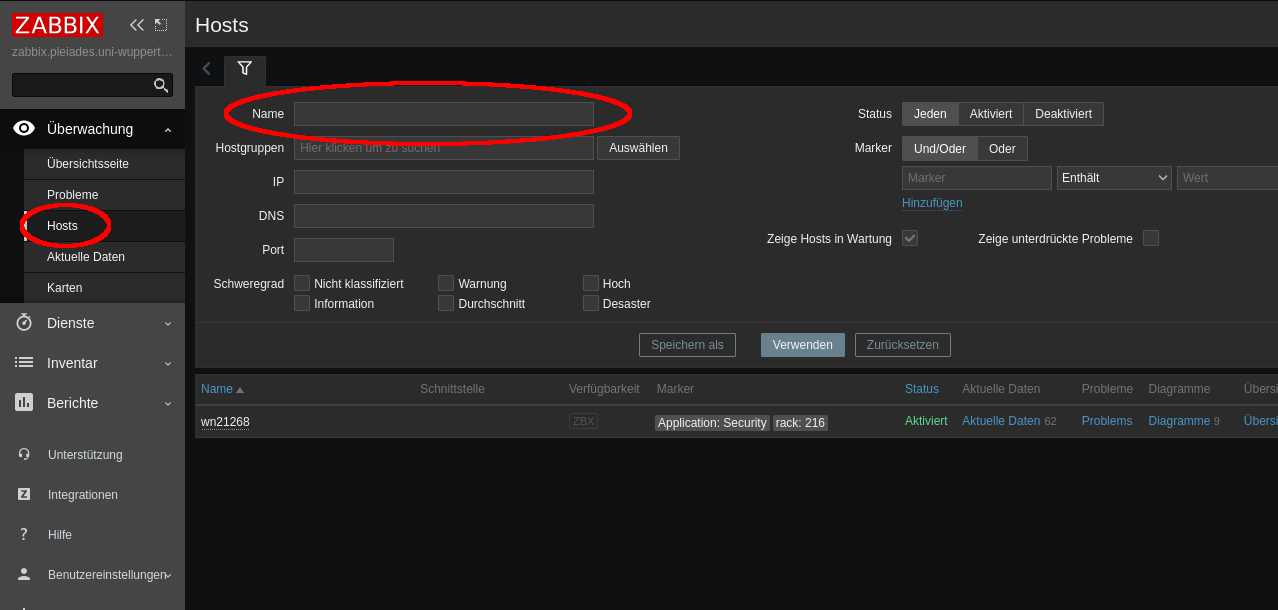 ZABBIX
zabbix.pleiades.uni-wuppert…
Überwachung
Übersichtsseite
Probleme
Hosts
Aktuelle Daten
Karten
Dienste
Inventar
Berichte
Unterstützung
Z Integrationen
? Hilfe
Benutzereinstellungen
Hosts
Name
Hostgruppen Hier klicken um zu suchen Auswählen
IP
DNS
Port
Schweregrad Nicht klassifiziert Warnung Hoch
Information Durchschnitt Desaster
Status Jeden Aktiviert Deaktiviert
Marker Und/Oder Oder
Marker Enthält Wert
Hinzufügen
Zeige Hosts in Wartung Zeige unterdrückte Probleme
Speichern als Verwenden Zurücksetzen
Name Schnittstelle Verfügbarkeit Marker Status Aktuelle Daten Probleme Diagramme Übersi
wn21268 ZBX Application: Security rack: 216 Aktiviert Aktuelle Daten 62 Problems Diagramme 9 Übersi